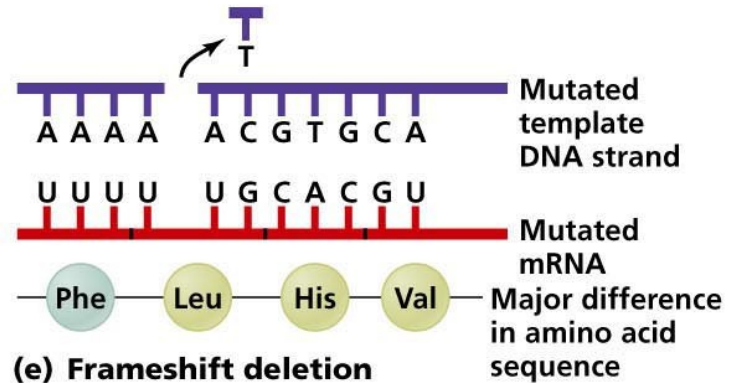 T
A A A A A C G T G C A
Mutated
template
DNA strand
U U U U U G C A C G U
Mutated
mRNA
Phe Leu His Val
Major difference
in amino acid
sequence
(e) Frameshift deletion